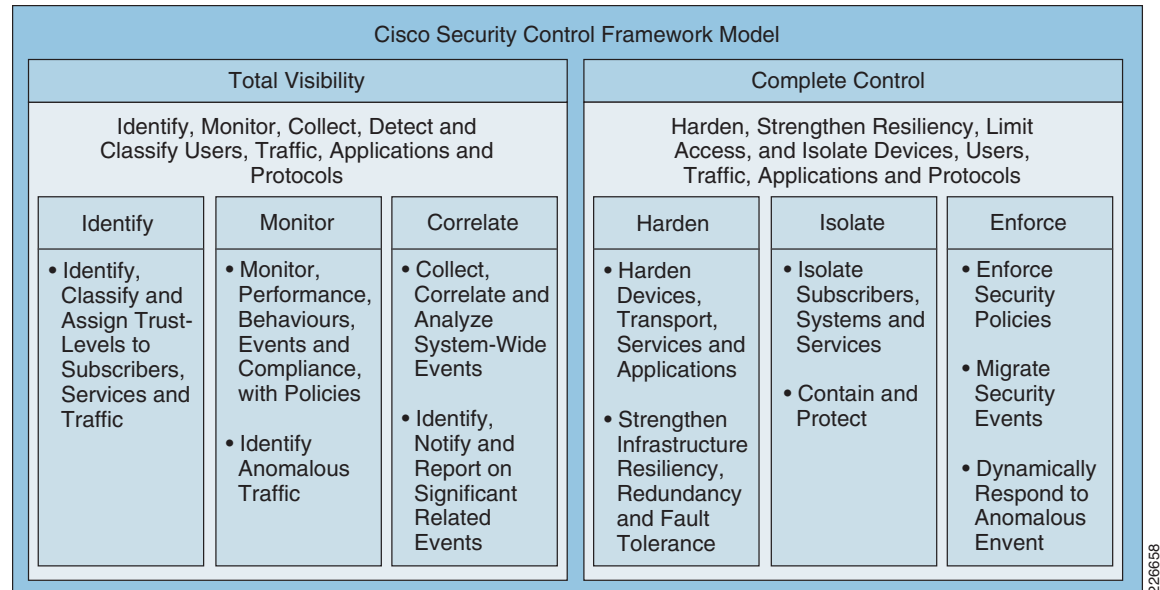 Cisco Security Control Framework Model
Total Visibility
Identify, Monitor, Collect, Detect and
Classify Users, Traffic, Applications and
Protocols
Identify
• Identify,
Classify and
Assign Trust-
Levels to
Subscribers,
Services and
Traffic
Monitor
• Monitor,
Performance,
Behaviours,
Events and
Compliance,
with Policies
• Identify
Anomalous
Traffic
Correlate
• Collect,
Correlate and
Analyze
System-Wide
Events
• Identify,
Notify and
Report on
Significant
Related
Events
Complete Control
Harden, Strengthen Resiliency, Limit
Access, and Isolate Devices, Users,
Traffic, Applications and Protocols
Harden
• Harden
Devices,
Transport,
Services and
Applications
• Strengthen
Infrastructure
Resiliency,
Redundancy
and Fault
Tolerance
Isolate
• Isolate
Subscribers,
Systems and
Services
• Contain and
Protect
Enforce
• Enforce
Security
Policies
• Migrate
Security
Events
• Dynamically
Respond to
Anomalous
Envent
226658